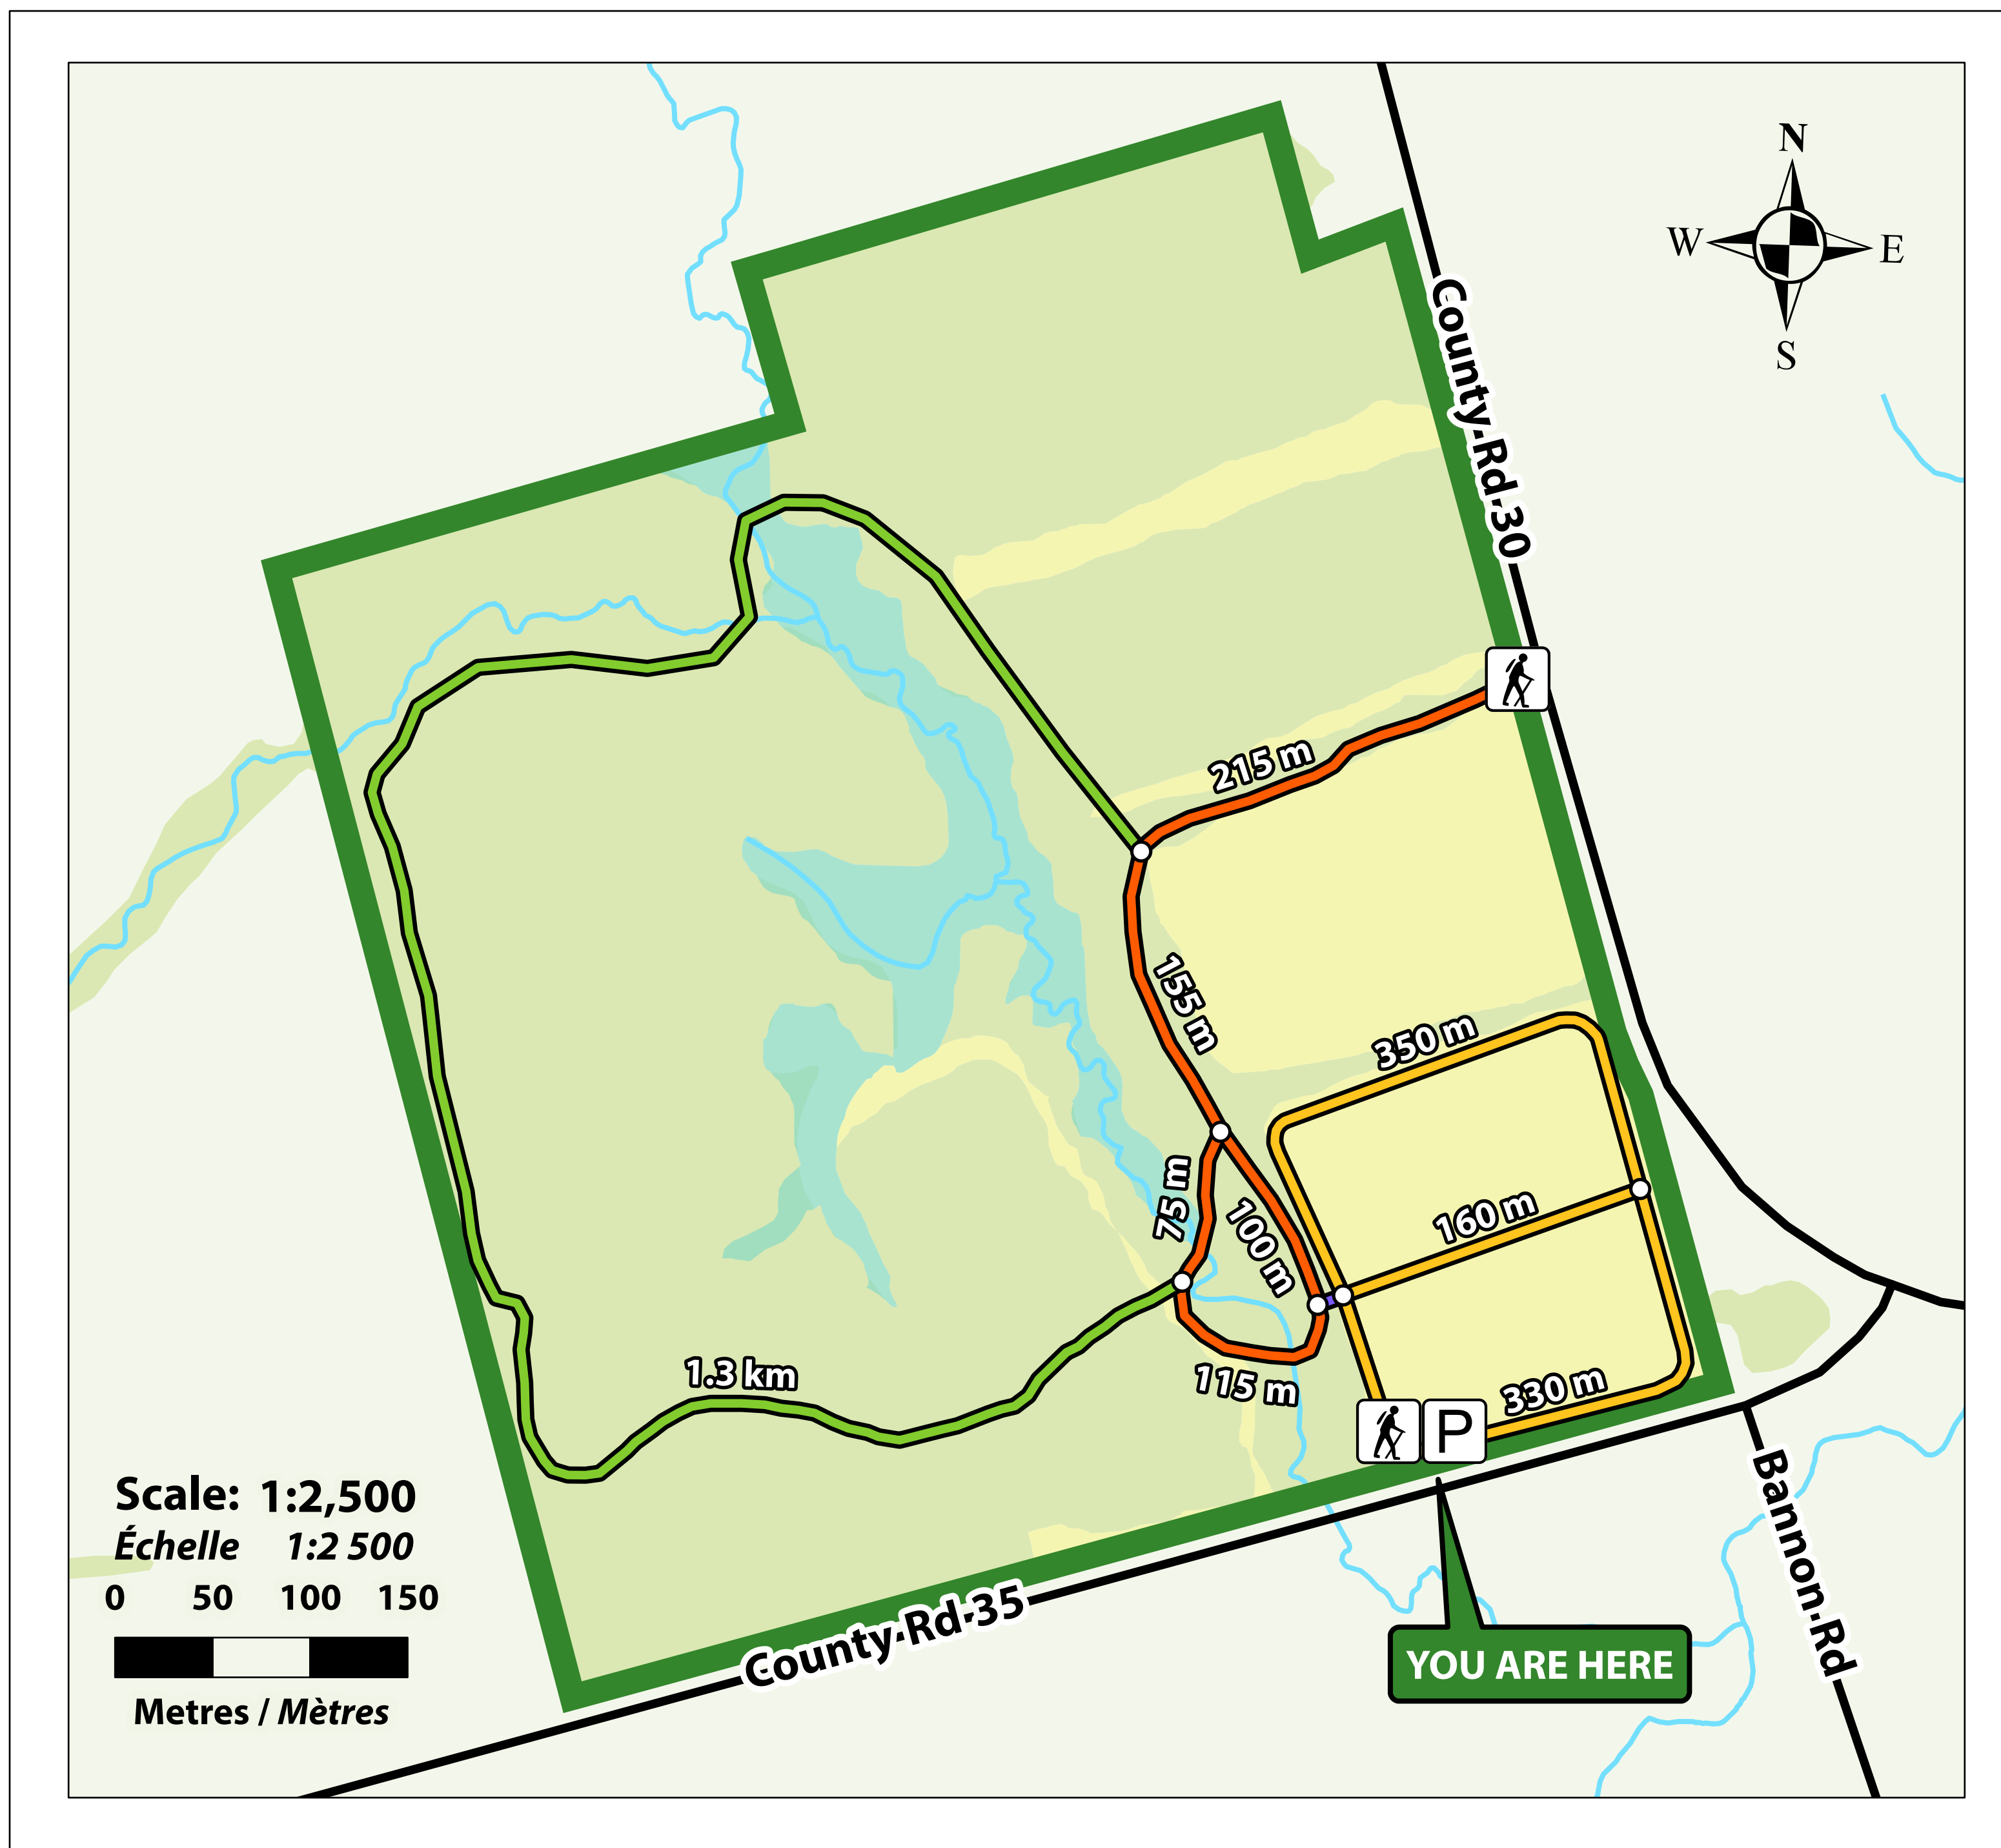 N
W
E
S
County Rd 30
215 m
155 m
350 m
75 m
100 m
160 m
1.3 km
115 m
330 m
P
Scale: 1:2,500
Échelle 1:2 500
0 50 100 150
Metres / Mètres
County Rd 35
Bannon Rd
YOU ARE HERE